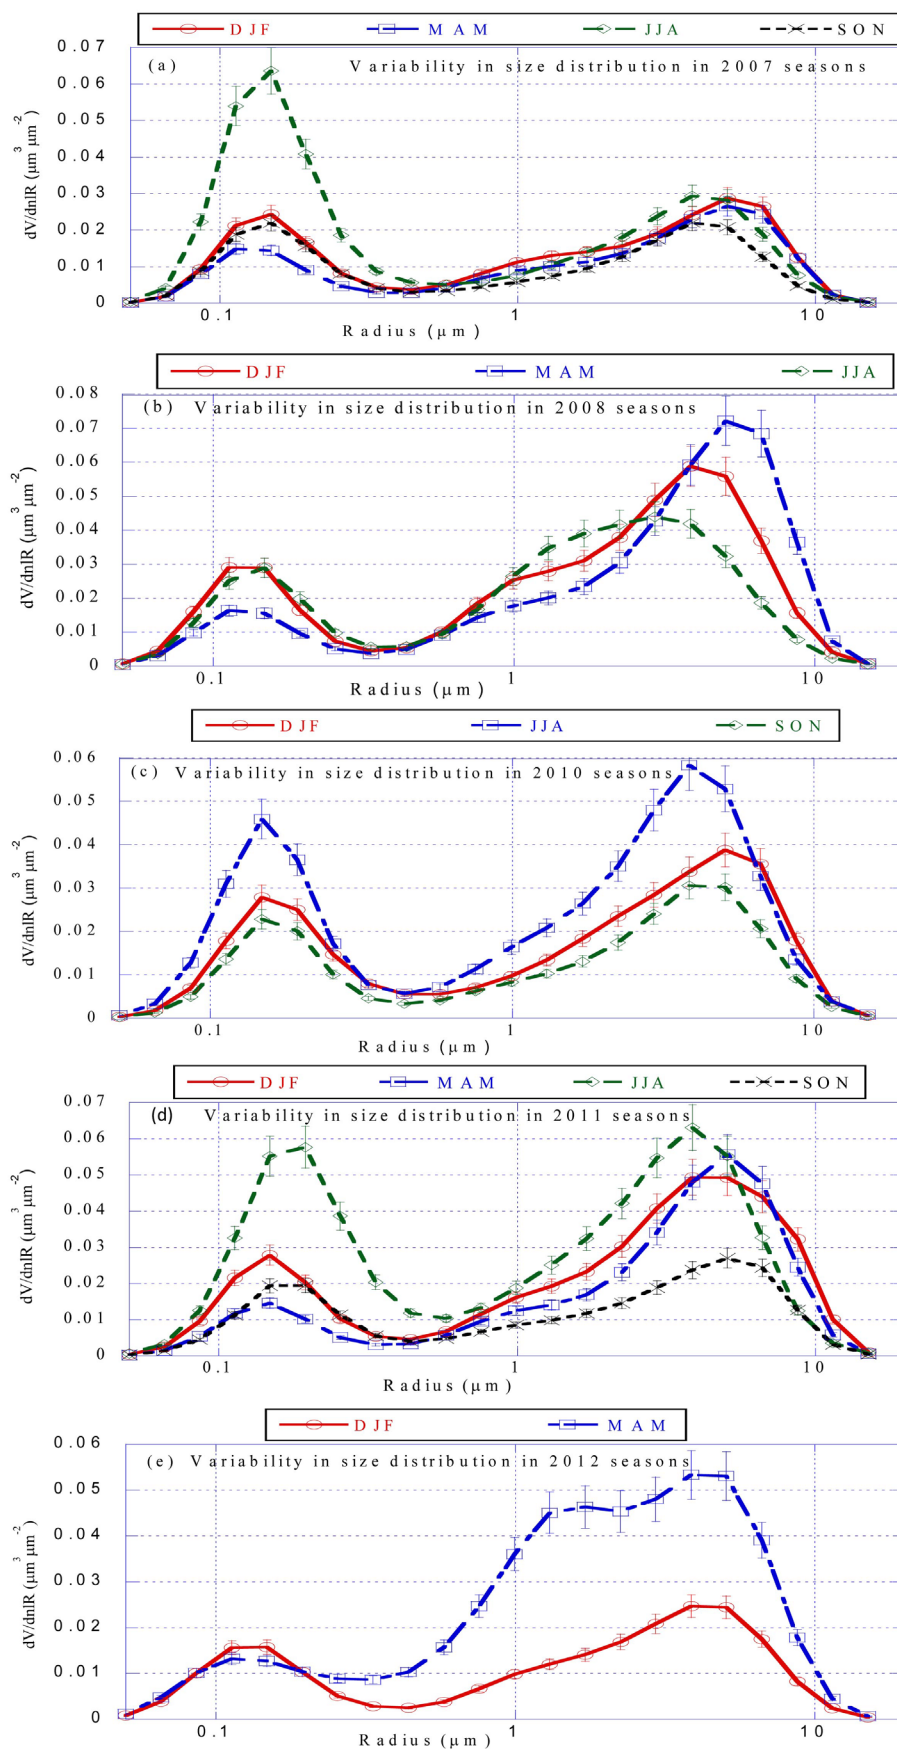 DJF MAM JJA SON
(a) Variability in size distribution in 2007 seasons
0.07
0.06
0.05
0.04
0.03
0.02
0.01
0
dV/dnlR (µm³ µm⁻²)
0.1 1 10
Radius (µm)
DJF MAM JJA
(b) Variability in size distribution in 2008 seasons
0.08
0.07
0.06
0.05
0.04
0.03
0.02
0.01
0
dV/dnlR (µm³ µm⁻²)
0.1 1 10
Radius (µm)
DJF JJA SON
(c) Variability in size distribution in 2010 seasons
0.06
0.05
0.04
0.03
0.02
0.01
0
dV/dnlR (µm³ µm⁻²)
0.1 1 10
Radius (µm)
DJF MAM JJA SON
(d) Variability in size distribution in 2011 seasons
0.07
0.06
0.05
0.04
0.03
0.02
0.01
0
dV/dnlR (µm³ µm⁻²)
0.1 1 10
Radius (µm)
DJF MAM
(e) Variability in size distribution in 2012 seasons
0.06
0.05
0.04
0.03
0.02
0.01
0
dV/dnlR (µm³ µm⁻²)
0.1 1 10
Radius (µm)